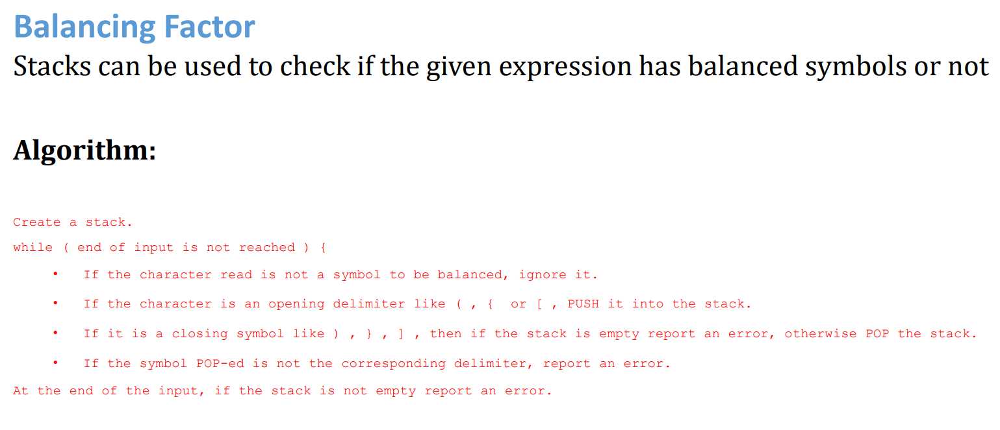 Balancing Factor
Stacks can be used to check if the given expression has balanced symbols or not
Algorithm:
Create a stack.
while ( end of input is not reached ) {
• If the character read is not a symbol to be balanced, ignore it.
• If the character is an opening delimiter like ( , {  or [ , PUSH it into the stack.
• If it is a closing symbol like ) , } , ] , then if the stack is empty report an error, otherwise POP the stack.
• If the symbol POP-ed is not the corresponding delimiter, report an error.
At the end of the input, if the stack is not empty report an error.